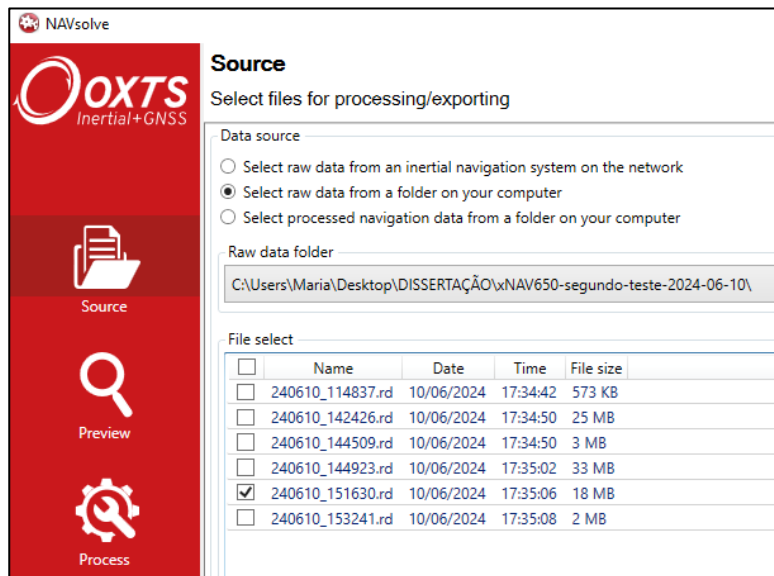 NAVsolve
OXTS
Inertial+GNSS
Source
Preview
Process
Source
Select files for processing/exporting
Data source
Select raw data from an inertial navigation system on the network
Select raw data from a folder on your computer
Select processed navigation data from a folder on your computer
Raw data folder
C:\Users\Maria\Desktop\DISSERTAÇÃO\xNAV650-segundo-teste-2024-06-10\
File select
Name Date Time File size
240610_114837.rd 10/06/2024 17:34:42 573 KB
240610_142426.rd 10/06/2024 17:34:50 25 MB
240610_144509.rd 10/06/2024 17:34:50 3 MB
240610_144923.rd 10/06/2024 17:35:02 33 MB
240610_151630.rd 10/06/2024 17:35:06 18 MB
240610_153241.rd 10/06/2024 17:35:08 2 MB